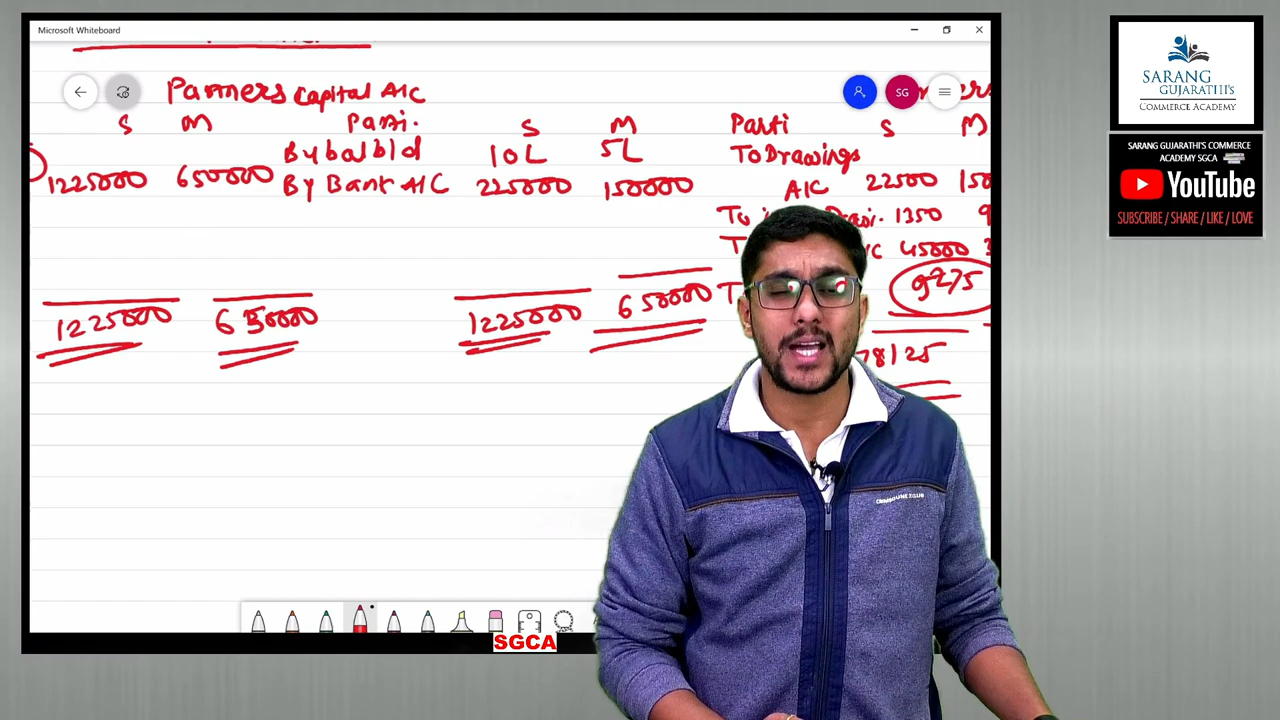 Microsoft Whiteboard
SG
Partners Capital A/C
S M Parti. S M
By bal b/d 10L 5L
1225000 650000 By Bank A/C 225000 150000
1225000 650000 1225000 650000
Parti S M
To Drawings
A/C 22500
1350
45000
9275
78125
SGCA
SARANG
GUJARATHI'S
COMMERCE ACADEMY
SARANG GUJARATHI'S COMMERCE
ACADEMY SGCA
YouTube
SUBSCRIBE / SHARE / LIKE / LOVE